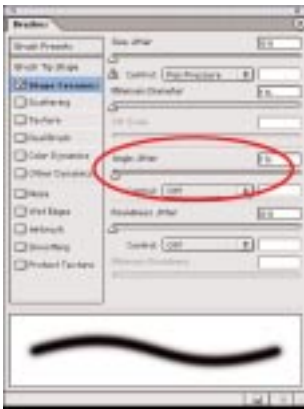 Brushes
Brush Presets
Brush Tip Shape
Shape Dynamics
Scattering
Texture
Dual Brush
Color Dynamics
Other Dynamics
Noise
Wet Edges
Airbrush
Smoothing
Protect Texture
Size Jitter
Control: Pen Pressure
Minimum Diameter
Tilt Scale
Angle Jitter
Control: Off
Roundness Jitter
Control: Off
Minimum Roundness